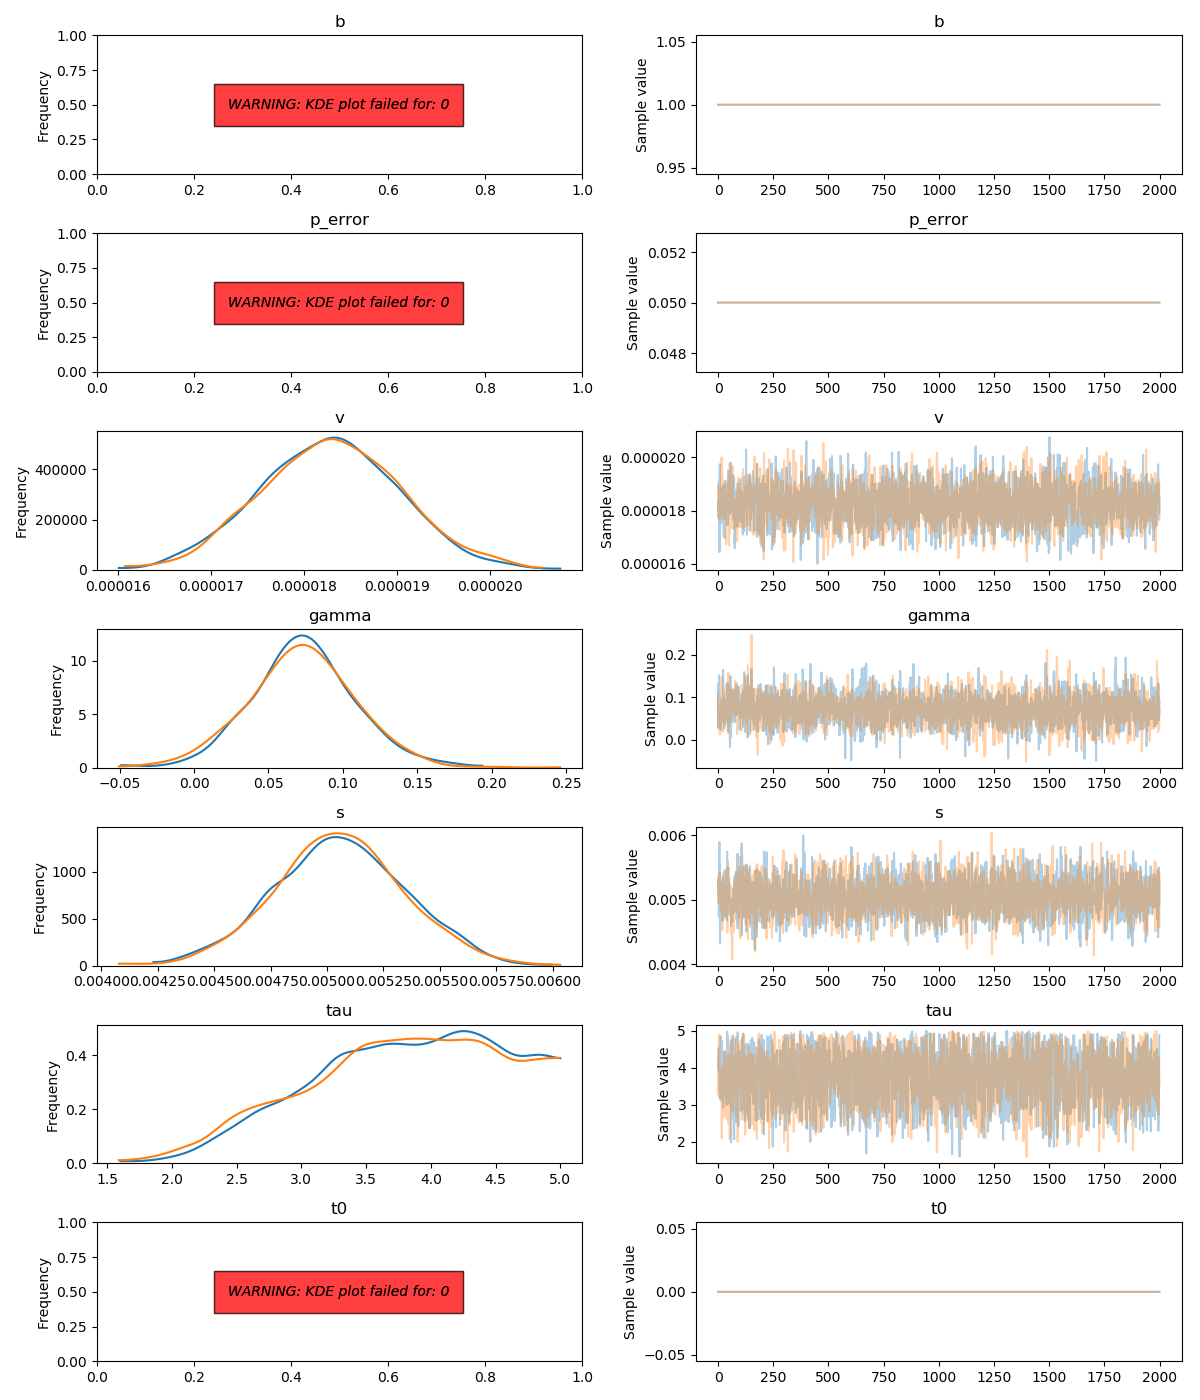 b
1.00
0.75
0.50
0.25
0.00
Frequency
WARNING: KDE plot failed for: 0
0.0 0.2 0.4 0.6 0.8 1.0
b
1.05
1.00
0.95
Sample value
0 250 500 750 1000 1250 1500 1750 2000
p_error
1.00
0.75
0.50
0.25
0.00
Frequency
WARNING: KDE plot failed for: 0
0.0 0.2 0.4 0.6 0.8 1.0
p_error
0.052
0.050
0.048
Sample value
0 250 500 750 1000 1250 1500 1750 2000
v
400000
200000
0
Frequency
0.000016 0.000017 0.000018 0.000019 0.000020
v
0.000020
0.000018
0.000016
Sample value
0 250 500 750 1000 1250 1500 1750 2000
gamma
10
5
0
Frequency
−0.05 0.00 0.05 0.10 0.15 0.20 0.25
gamma
0.2
0.1
0.0
Sample value
0 250 500 750 1000 1250 1500 1750 2000
s
1000
500
0
Frequency
0.00400 0.00425 0.00450 0.00475 0.00500 0.00525 0.00550 0.00575 0.00600
s
0.006
0.005
0.004
Sample value
0 250 500 750 1000 1250 1500 1750 2000
tau
0.4
0.2
0.0
Frequency
1.5 2.0 2.5 3.0 3.5 4.0 4.5 5.0
tau
5
4
3
2
Sample value
0 250 500 750 1000 1250 1500 1750 2000
t0
1.00
0.75
0.50
0.25
0.00
Frequency
WARNING: KDE plot failed for: 0
0.0 0.2 0.4 0.6 0.8 1.0
t0
0.05
0.00
−0.05
Sample value
0 250 500 750 1000 1250 1500 1750 2000